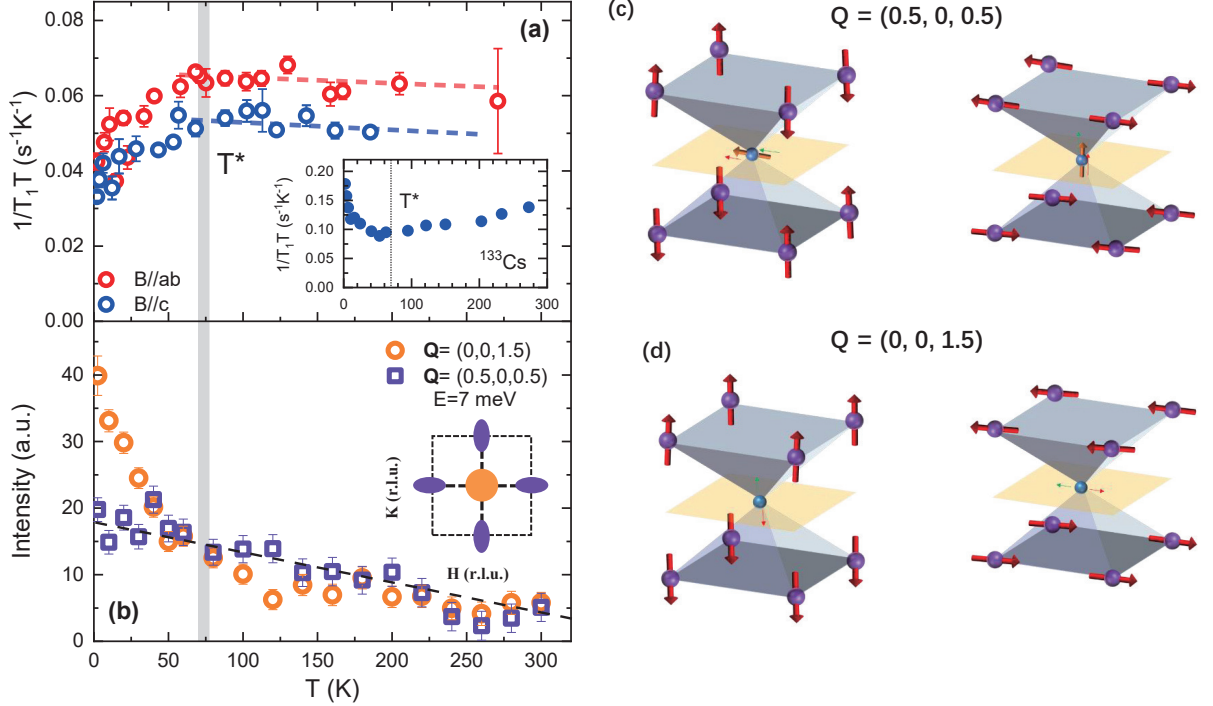 (a)
0.08
0.06
0.04
0.02
0.00
1/T₁T (s⁻¹K⁻¹)
T*
B//ab
B//c
0.20
0.15
0.10
0.05
0.00
1/T₁T (s⁻¹K⁻¹)
T*
¹³³Cs
0 100 200 300
(b)
40
30
20
10
0
Intensity (a.u.)
Q= (0,0,1.5)
Q= (0.5,0,0.5)
E=7 meV
K (r.l.u.)
H (r.l.u.)
0 50 100 150 200 250 300
T (K)
(c)
Q = (0.5, 0, 0.5)
(d)
Q = (0, 0, 1.5)